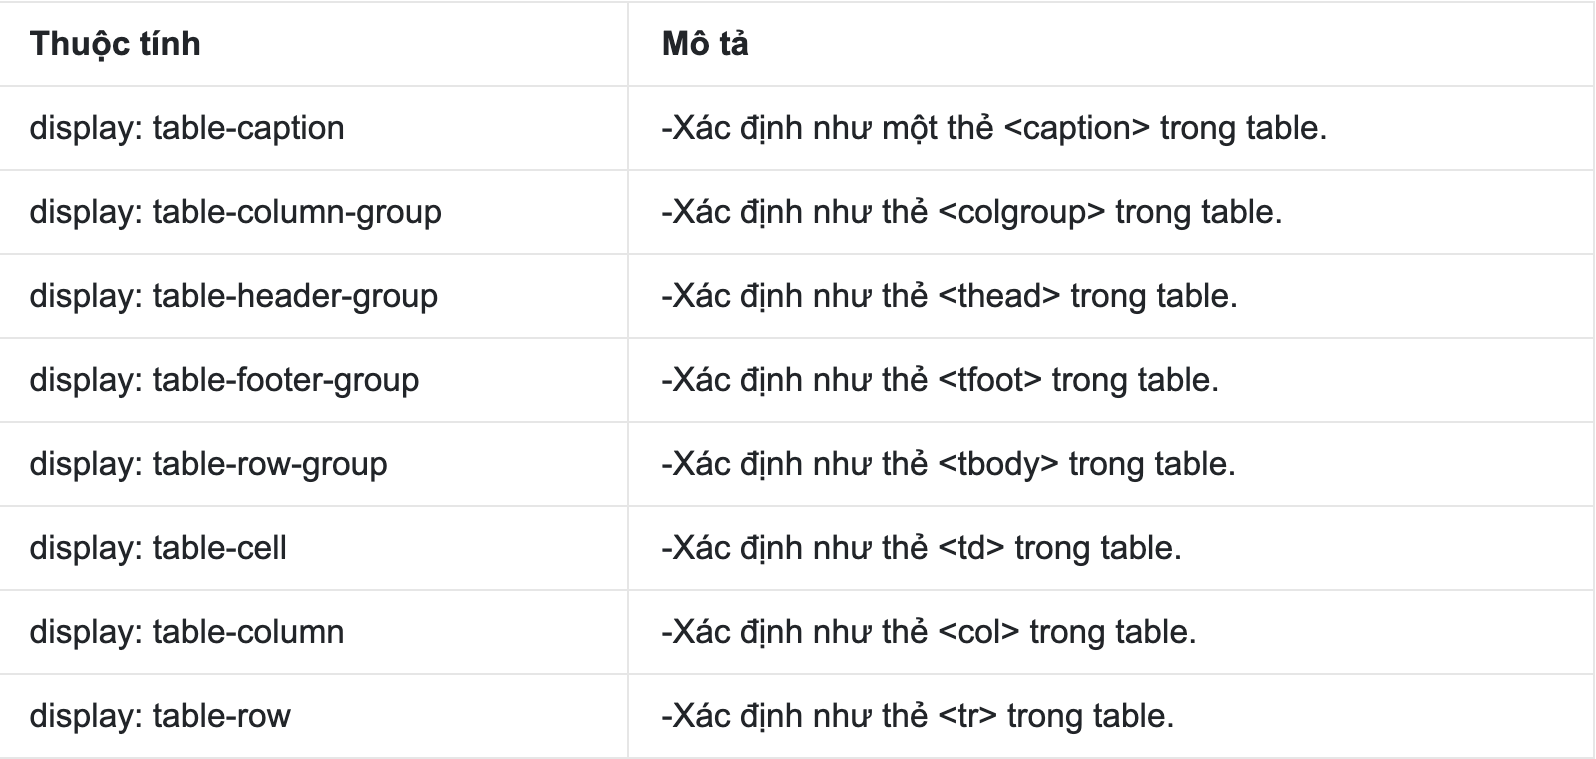 Thuộc tính Mô tả
display: table-caption -Xác định như một thẻ <caption> trong table.
display: table-column-group -Xác định như thẻ <colgroup> trong table.
display: table-header-group -Xác định như thẻ <thead> trong table.
display: table-footer-group -Xác định như thẻ <tfoot> trong table.
display: table-row-group -Xác định như thẻ <tbody> trong table.
display: table-cell -Xác định như thẻ <td> trong table.
display: table-column -Xác định như thẻ <col> trong table.
display: table-row -Xác định như thẻ <tr> trong table.